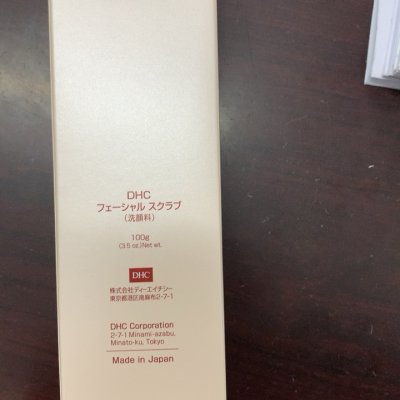 DHC
フェーシャル スクラブ
(洗顔料)
100g
(3.5 oz.) Net wt.
DHC
株式会社ディーエイチシー
東京都港区南麻布2-7-1
DHC Corporation
2-7-1 Minami-azabu,
Minato-ku, Tokyo
Made in Japan